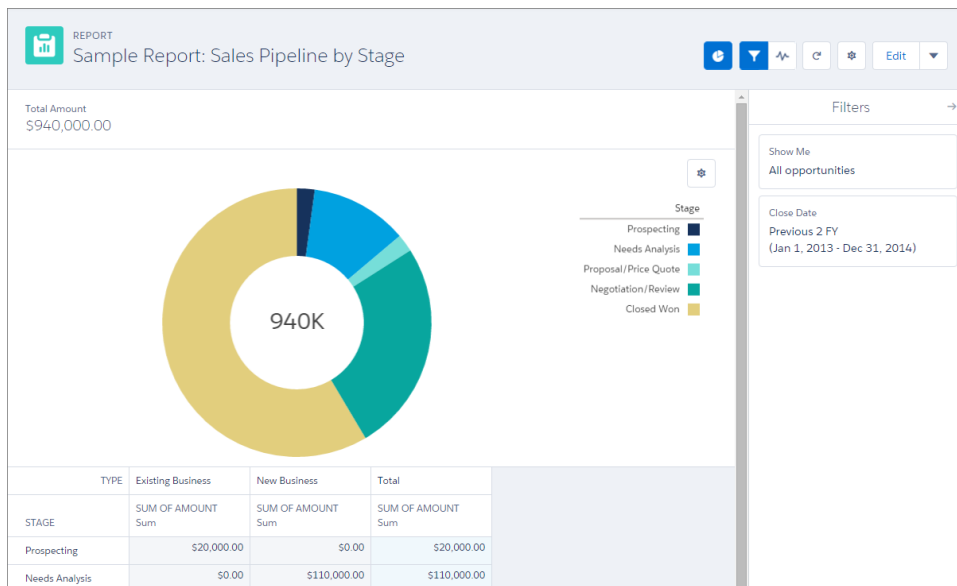 REPORT
Sample Report: Sales Pipeline by Stage
Edit
Total Amount
$940,000.00
Filters
Show Me
All opportunities
Close Date
Previous 2 FY
(Jan 1, 2013 - Dec 31, 2014)
Stage
Prospecting
Needs Analysis
Proposal/Price Quote
Negotiation/Review
Closed Won
940K
TYPE Existing Business New Business Total
SUM OF AMOUNT SUM OF AMOUNT SUM OF AMOUNT
STAGE Sum Sum Sum
Prospecting $20,000.00 $0.00 $20,000.00
Needs Analysis $0.00 $110,000.00 $110,000.00